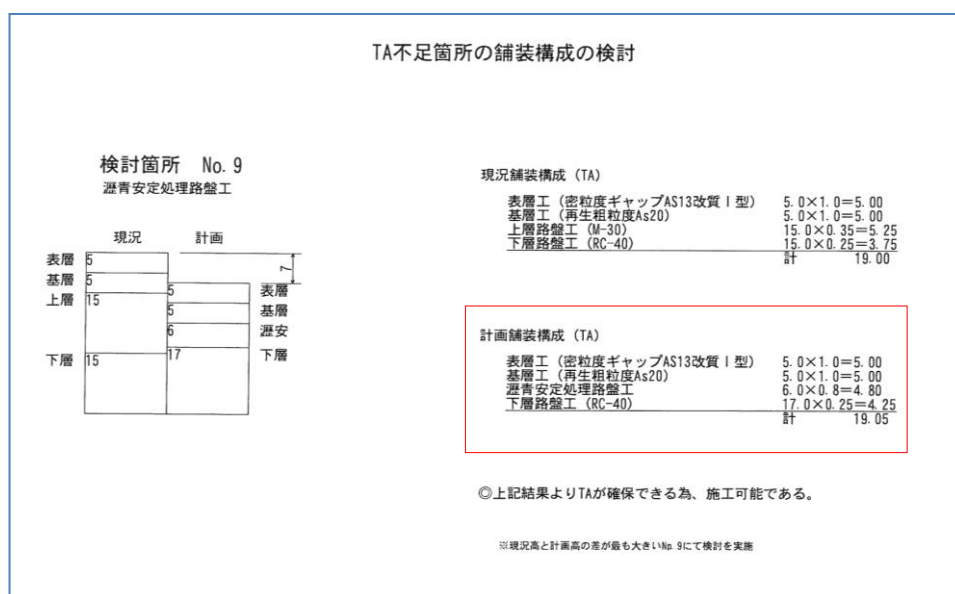 TA不足箇所の舗装構成の検討
検討箇所 No. 9
瀝青安定処理路盤工
現況 計画
表層 5
基層 5
上層 15
下層 15
7
5 表層
5 基層
6 瀝安
17 下層
現況舗装構成 (TA)
表層工 (密粒度ギャップAS13改質Ⅰ型) 5.0×1.0=5.00
基層工 (再生粗粒度As20) 5.0×1.0=5.00
上層路盤工 (M-30) 15.0×0.35=5.25
下層路盤工 (RC-40) 15.0×0.25=3.75
計 19.00
計画舗装構成 (TA)
表層工 (密粒度ギャップAS13改質Ⅰ型) 5.0×1.0=5.00
基層工 (再生粗粒度As20) 5.0×1.0=5.00
瀝青安定処理路盤工 6.0×0.8=4.80
下層路盤工 (RC-40) 17.0×0.25=4.25
計 19.05
◎上記結果よりTAが確保できる為、施工可能である。
※現況高と計画高の差が最も大きいNo.9にて検討を実施